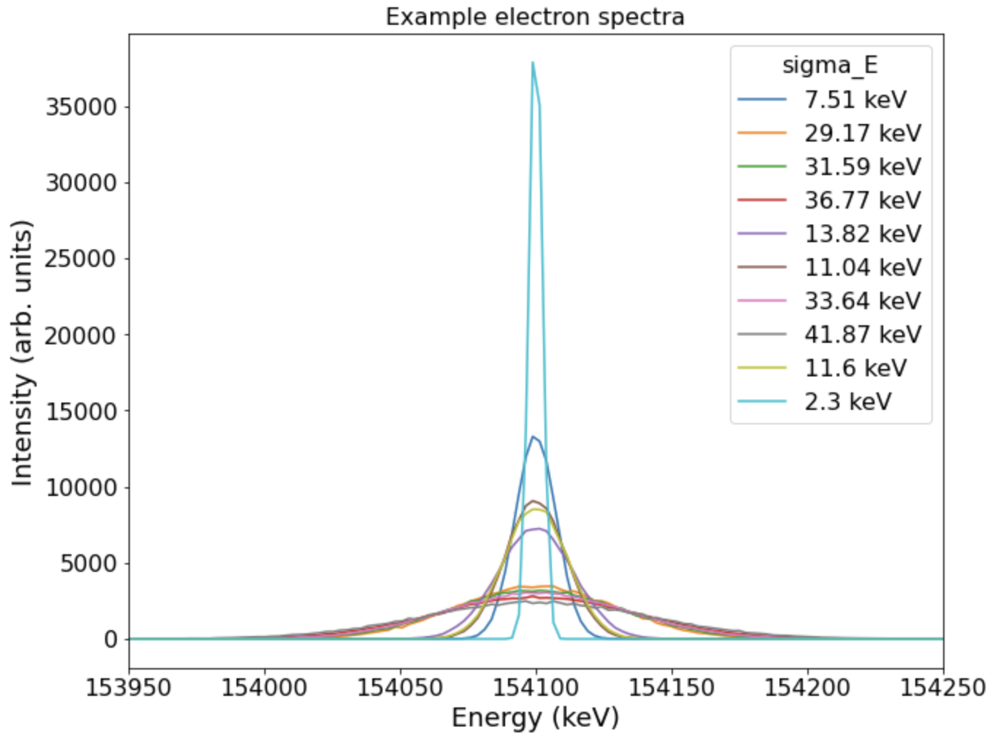 Example electron spectra
Intensity (arb. units)
35000
30000
25000
20000
15000
10000
5000
0
sigma_E
7.51 keV
29.17 keV
31.59 keV
36.77 keV
13.82 keV
11.04 keV
33.64 keV
41.87 keV
11.6 keV
2.3 keV
153950 154000 154050 154100 154150 154200 154250
Energy (keV)